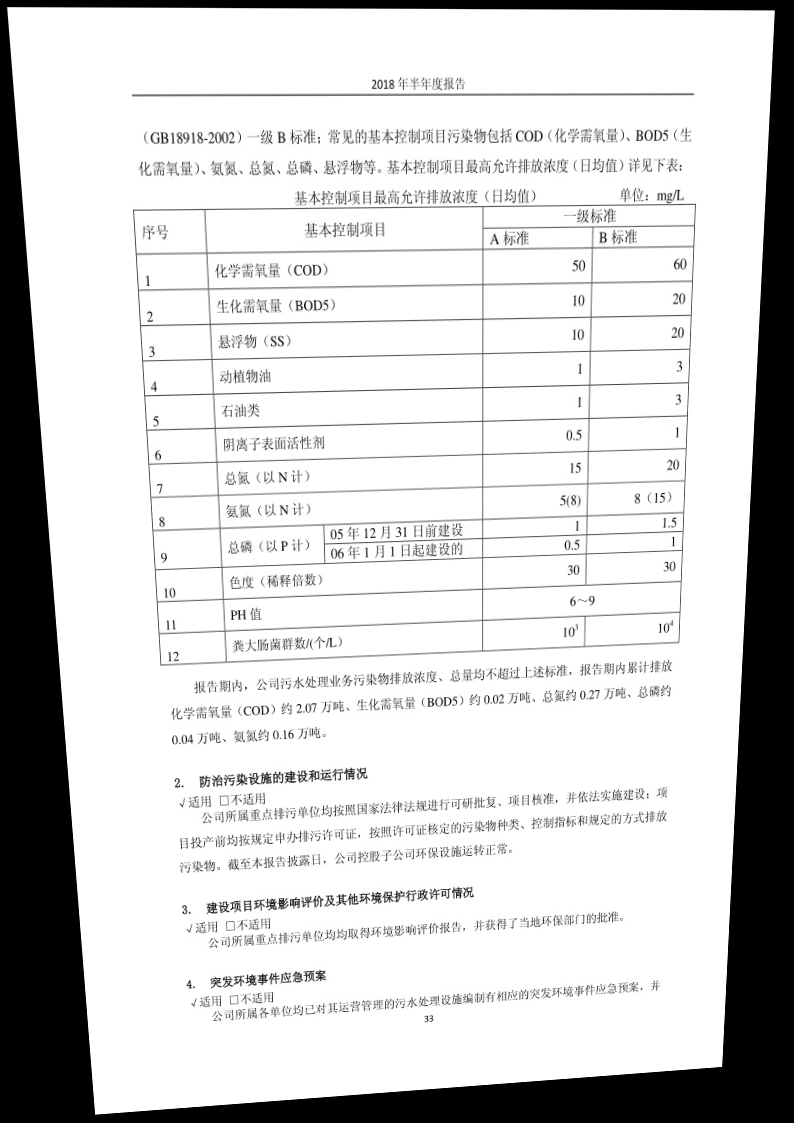 2018 年半年度报告
（GB18918-2002）一级 B 标准；常见的基本控制项目污染物包括 COD（化学需氧量）、BOD5（生
化需氧量）、氨氮、总氮、总磷、悬浮物等。基本控制项目最高允许排放浓度（日均值）详见下表：
基本控制项目最高允许排放浓度（日均值） 单位：mg/L
序号 基本控制项目 一级标准
A 标准 B 标准
1 化学需氧量（COD） 50 60
2 生化需氧量（BOD5） 10 20
3 悬浮物（SS） 10 20
4 动植物油 1 3
5 石油类 1 3
6 阴离子表面活性剂 0.5 1
7 总氮（以 N 计） 15 20
8 氨氮（以 N 计） 5(8) 8（15）
9 总磷（以 P 计） 05 年 12 月 31 日前建设 1 1.5
06 年 1 月 1 日起建设的 0.5 1
10 色度（稀释倍数） 30 30
11 PH 值 6～9
12 粪大肠菌群数/(个/L） 10³ 10⁴
报告期内，公司污水处理业务污染物排放浓度、总量均不超过上述标准，报告期内累计排放
化学需氧量（COD）约 2.07 万吨、生化需氧量（BOD5）约 0.02 万吨、总氮约 0.27 万吨、总磷约
0.04 万吨、氨氮约 0.16 万吨。
2. 防治污染设施的建设和运行情况
√适用 □不适用
公司所属重点排污单位均按照国家法律法规进行可研批复、项目核准，并依法实施建设；项
目投产前均按规定申办排污许可证，按照许可证核定的污染物种类、控制指标和规定的方式排放
污染物。截至本报告披露日，公司控股子公司环保设施运转正常。
3. 建设项目环境影响评价及其他环境保护行政许可情况
√适用 □不适用
公司所属重点排污单位均均取得环境影响评价报告，并获得了当地环保部门的批准。
4. 突发环境事件应急预案
√适用 □不适用
公司所属各单位均已对其运营管理的污水处理设施编制有相应的突发环境事件应急预案，并
33